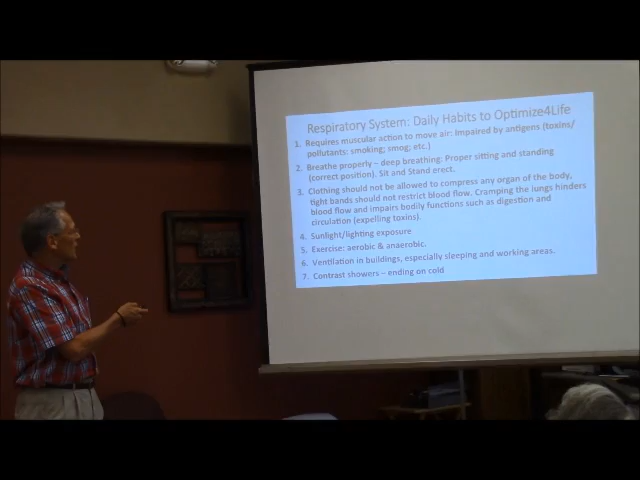 Respiratory System: Daily Habits to Optimize4Life
1. Requires muscular action to move air: Impaired by antigens (toxins/
pollutants: smoking; smog; etc.)
2. Breathe properly – deep breathing: Proper sitting and standing
(correct position). Sit and Stand erect.
3. Clothing should not be allowed to compress any organ of the body,
tight bands should not restrict blood flow. Cramping the lungs hinders
blood flow and impairs bodily functions such as digestion and
circulation (expelling toxins).
4. Sunlight/lighting exposure
5. Exercise: aerobic & anaerobic.
6. Ventilation in buildings, especially sleeping and working areas.
7. Contrast showers – ending on cold